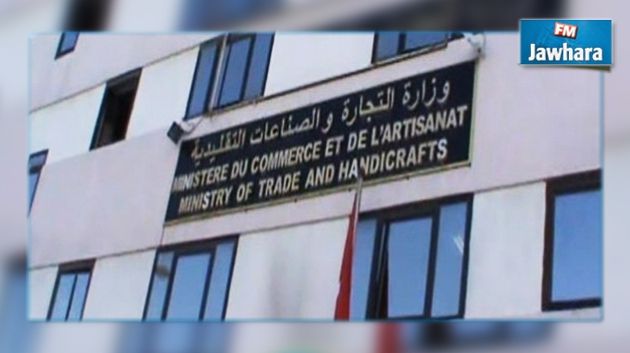 FM
Jawhara
وزارة التجارة والصناعات التقليدية
MINISTERE DU COMMERCE ET DE L'ARTISANAT
MINISTRY OF TRADE AND HANDICRAFTS